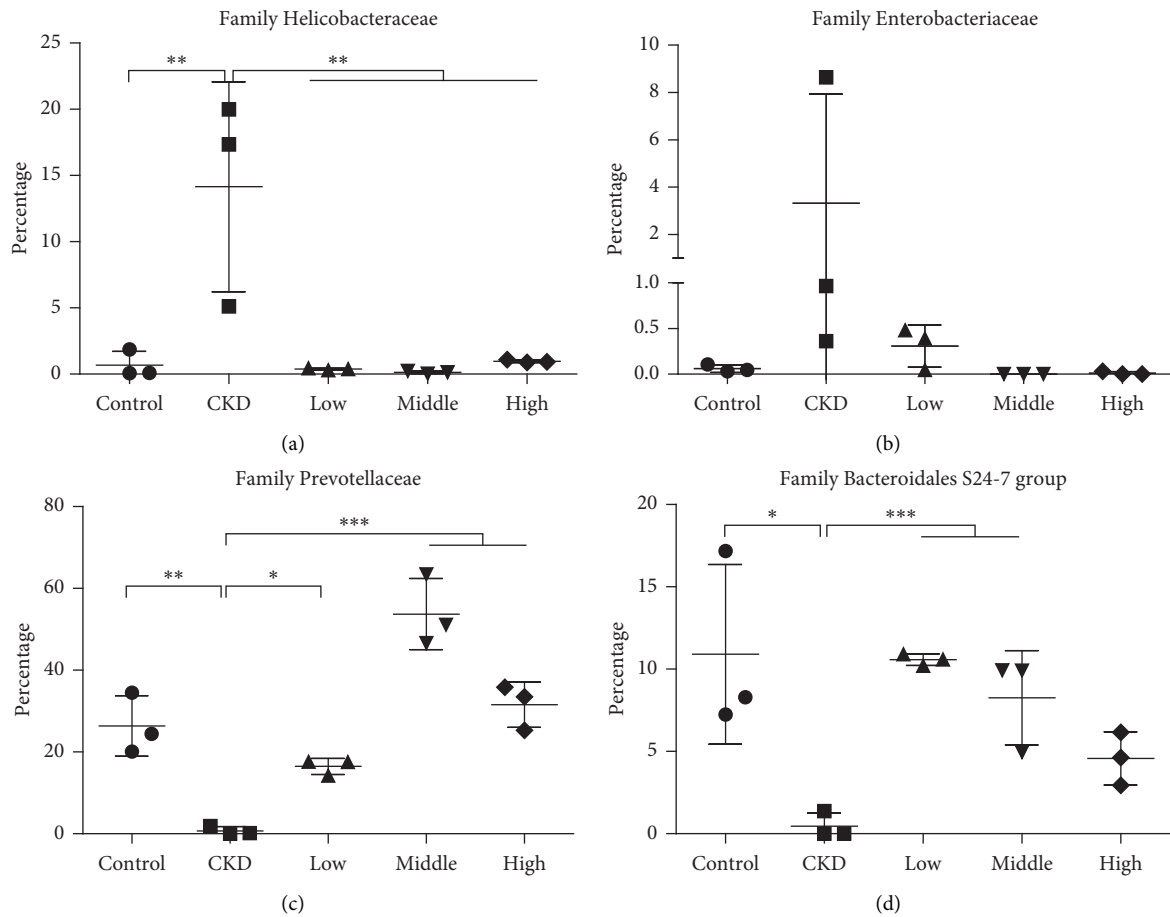 Family Helicobacteraceae
Percentage
25
20
15
10
5
0
**
**
Control
CKD
Low
Middle
High
(a)
Family Enterobacteriaceae
Percentage
10
8
6
4
2
1.0
0.5
0.0
Control
CKD
Low
Middle
High
(b)
Family Prevotellaceae
Percentage
80
60
40
20
0
***
**
*
Control
CKD
Low
Middle
High
(c)
Family Bacteroidales S24-7 group
Percentage
20
15
10
5
0
*
***
Control
CKD
Low
Middle
High
(d)